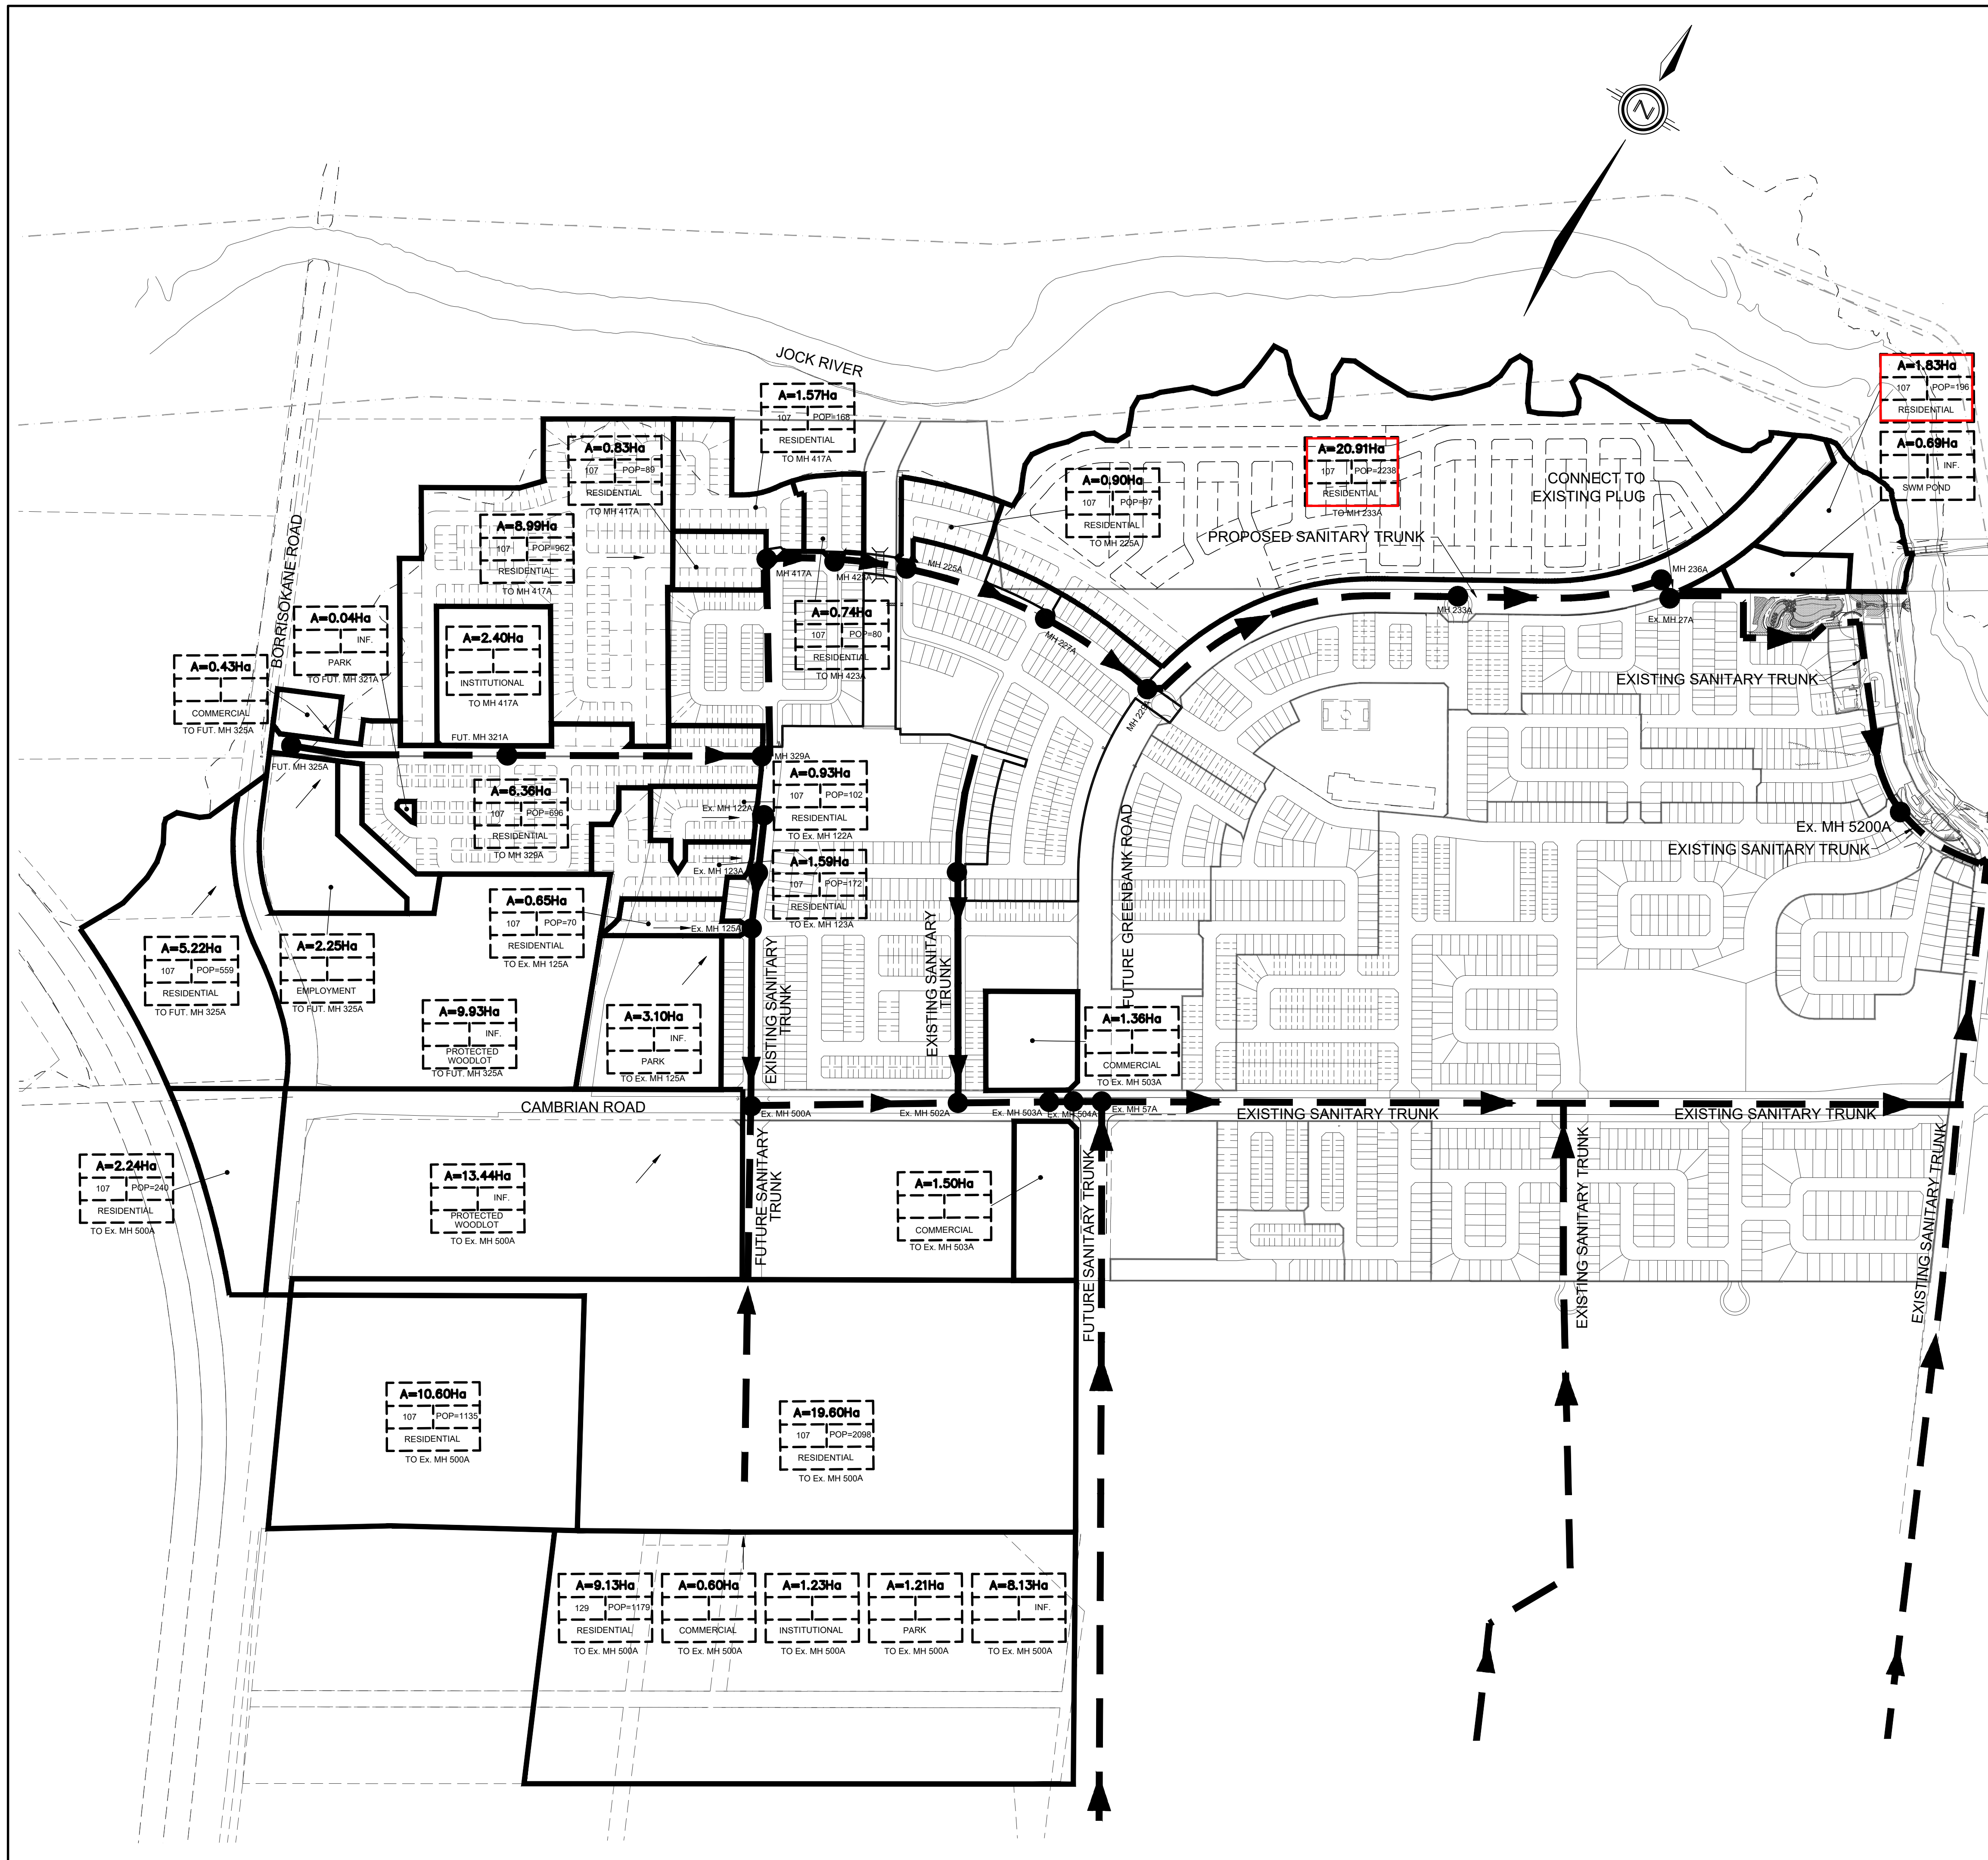 N
JOCK RIVER
BORRISOKANE ROAD
A=1.57Ha
107 POP=168
RESIDENTIAL
TO MH 417A
A=0.83Ha
107 POP=89
RESIDENTIAL
TO MH 417A
A=8.99Ha
107 POP=962
RESIDENTIAL
TO MH 417A
A=0.04Ha
INF.
PARK
TO FUT. MH 321A
A=2.40Ha
INSTITUTIONAL
TO MH 417A
A=0.43Ha
COMMERCIAL
TO FUT. MH 325A
FUT. MH 321A
FUT. MH 325A
MH 417A
MH 423A
MH 225A
A=0.74Ha
107 POP=80
RESIDENTIAL
TO MH 423A
A=0.90Ha
107 POP=97
RESIDENTIAL
TO MH 225A
A=20.91Ha
107 POP=2238
RESIDENTIAL
TO MH 233A
PROPOSED SANITARY TRUNK
CONNECT TO
EXISTING PLUG
A=1.83Ha
107 POP=196
RESIDENTIAL
A=0.69Ha
INF.
SWM POND
MH 236A
MH 233A
Ex. MH 27A
MH 227A
MH 229A
EXISTING SANITARY TRUNK
Ex. MH 5200A
EXISTING SANITARY TRUNK
MH 329A
A=6.36Ha
107 POP=696
RESIDENTIAL
TO MH 329A
A=0.93Ha
107 POP=102
RESIDENTIAL
TO Ex. MH 122A
Ex. MH 122A
A=1.59Ha
107 POP=172
RESIDENTIAL
TO Ex. MH 123A
Ex. MH 123A
A=0.65Ha
107 POP=70
RESIDENTIAL
TO Ex. MH 125A
Ex. MH 125A
A=5.22Ha
107 POP=559
RESIDENTIAL
TO FUT. MH 325A
A=2.25Ha
EMPLOYMENT
TO FUT. MH 325A
A=9.93Ha
INF.
PROTECTED
WOODLOT
TO FUT. MH 325A
A=3.10Ha
INF.
PARK
TO Ex. MH 125A
EXISTING SANITARY
TRUNK
EXISTING SANITARY
TRUNK
FUTURE GREENBANK ROAD
A=1.36Ha
COMMERCIAL
TO Ex. MH 503A
CAMBRIAN ROAD
Ex. MH 500A
Ex. MH 502A
Ex. MH 503A
Ex. MH 504A
Ex. MH 57A
EXISTING SANITARY TRUNK
EXISTING SANITARY TRUNK
A=2.24Ha
107 POP=240
RESIDENTIAL
TO Ex. MH 500A
A=13.44Ha
INF.
PROTECTED
WOODLOT
TO Ex. MH 500A
FUTURE SANITARY
TRUNK
A=1.50Ha
COMMERCIAL
TO Ex. MH 503A
FUTURE SANITARY TRUNK
EXISTING SANITARY TRUNK
EXISTING SANITARY TRUNK
A=10.60Ha
107 POP=1135
RESIDENTIAL
TO Ex. MH 500A
A=19.60Ha
107 POP=2098
RESIDENTIAL
TO Ex. MH 500A
A=9.13Ha
129 POP=1179
RESIDENTIAL
TO Ex. MH 500A
A=0.60Ha
COMMERCIAL
TO Ex. MH 500A
A=1.23Ha
INSTITUTIONAL
TO Ex. MH 500A
A=1.21Ha
PARK
TO Ex. MH 500A
A=8.13Ha
INF.
TO Ex. MH 500A